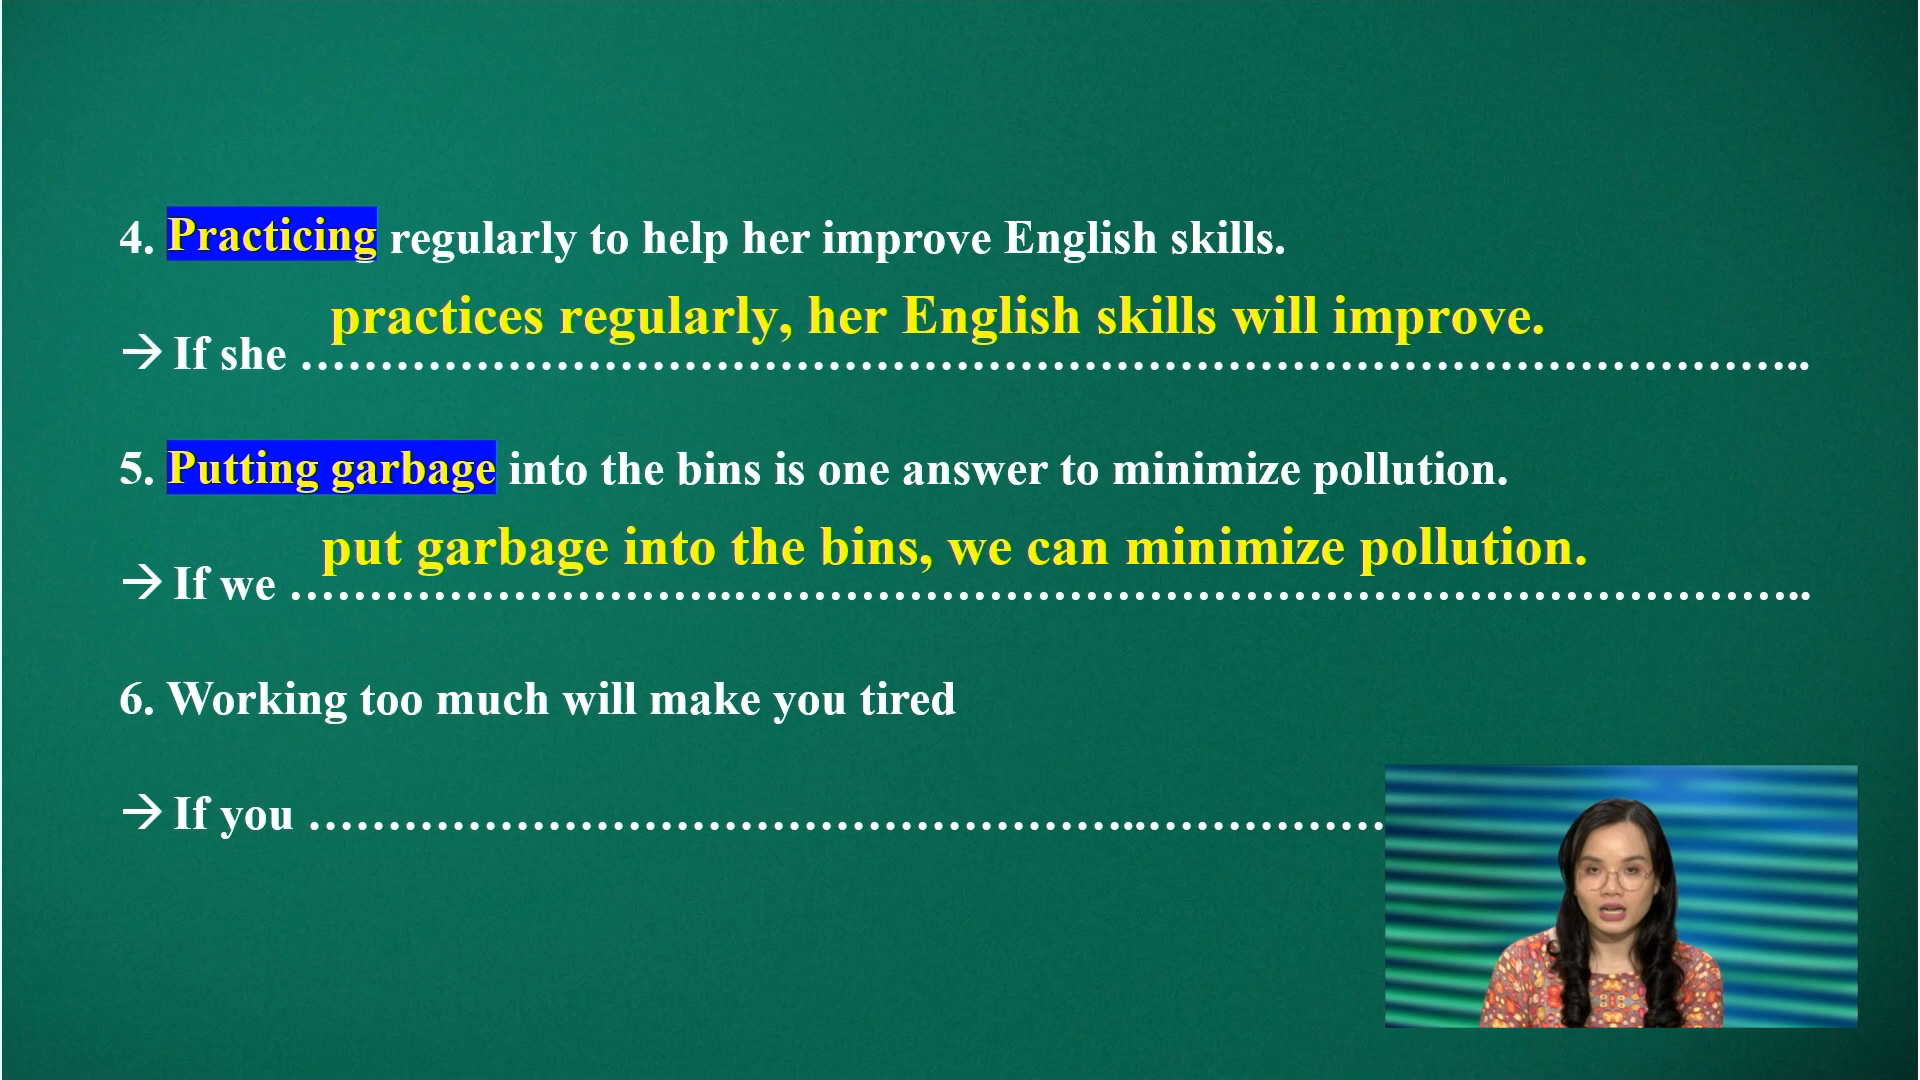 4. Practicing regularly to help her improve English skills.
practices regularly, her English skills will improve.
→ If she ……………………………………………………………………………………..
5. Putting garbage into the bins is one answer to minimize pollution.
put garbage into the bins, we can minimize pollution.
→ If we ………………………..……………………………………………………………..
6. Working too much will make you tired
→ If you ………………………………………………..……………